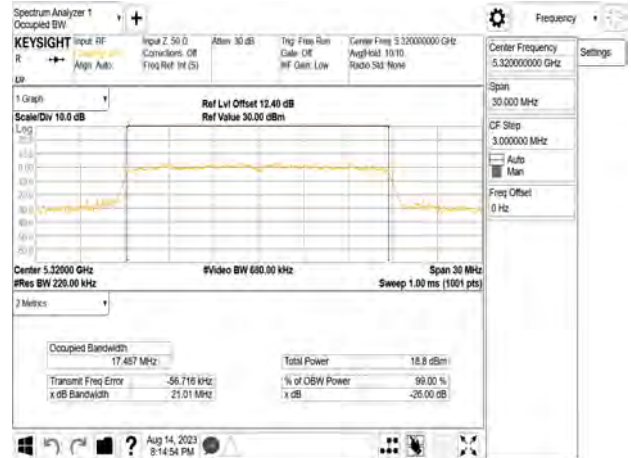 Spectrum Analyzer 1
Occupied BW
Frequency
KEYSIGHT
Input: RF
Input Z: 50 Ω
Atten: 30 dB
Trig: Free Run
Center Freq: 5.320000000 GHz
R
Corrections: Off
Gate: Off
Avg|Hold: 10/10
Align: Auto
Freq Ref: Int (S)
#IF Gain: Low
Radio Std: None
Center Frequency
5.320000000 GHz
Settings
Span
30.000 MHz
CF Step
3.000000 MHz
Auto
Man
Freq Offset
0 Hz
1 Graph
Scale/Div 10.0 dB
Ref Lvl Offset 12.40 dB
Ref Value 30.00 dBm
Log
Center 5.32000 GHz
#Res BW 220.00 kHz
#Video BW 680.00 kHz
Span 30 MHz
Sweep 1.00 ms (1001 pts)
2 Metrics
Occupied Bandwidth
17.487 MHz
Total Power
18.8 dBm
Transmit Freq Error
-56.716 kHz
% of OBW Power
99.00 %
x dB Bandwidth
21.01 MHz
x dB
-26.00 dB
Aug 14, 2023
8:14:54 PM